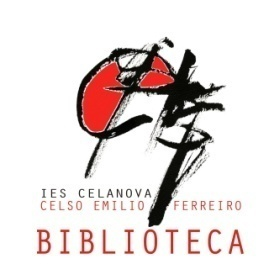 IES CELANOVA
CELSO EMILIO FERREIRO
BIBLIOTECA